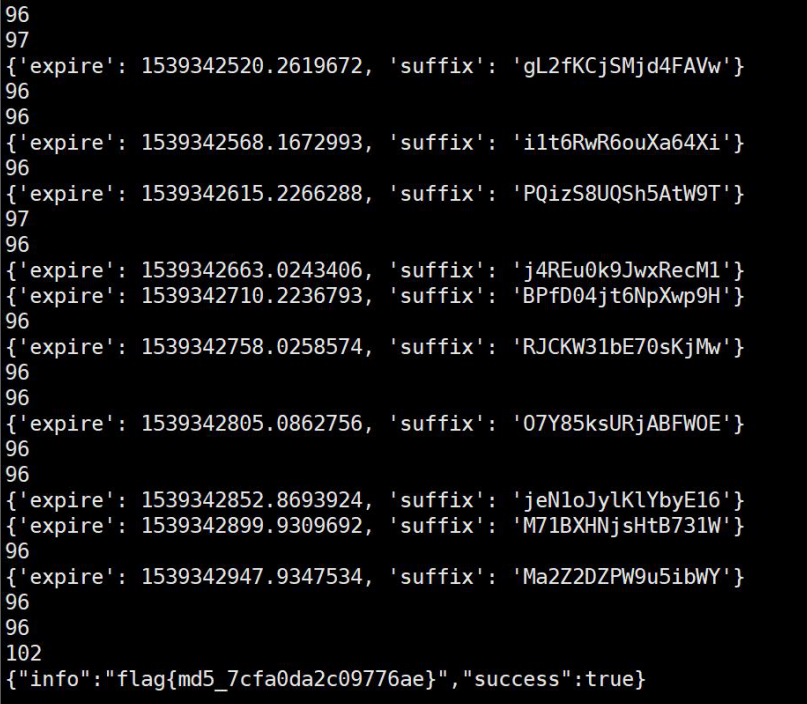 96
97
{'expire': 1539342520.2619672, 'suffix': 'gL2fKCjSMjd4FAVw'}
96
96
{'expire': 1539342568.1672993, 'suffix': 'i1t6RwR6ouXa64Xi'}
96
{'expire': 1539342615.2266288, 'suffix': 'PQizS8UQSh5AtW9T'}
97
96
{'expire': 1539342663.0243406, 'suffix': 'j4REu0k9JwxRecM1'}
{'expire': 1539342710.2236793, 'suffix': 'BPfD04jt6NpXwp9H'}
96
{'expire': 1539342758.0258574, 'suffix': 'RJCKW31bE70sKjMw'}
96
96
{'expire': 1539342805.0862756, 'suffix': 'O7Y85ksURjABFWOE'}
96
96
{'expire': 1539342852.8693924, 'suffix': 'jeN1oJylKlYbyE16'}
{'expire': 1539342899.9309692, 'suffix': 'M71BXHNjsHtB731W'}
96
{'expire': 1539342947.9347534, 'suffix': 'Ma2Z2DZPW9u5ibWY'}
96
96
102
{"info":"flag{md5_7cfa0da2c09776ae}","success":true}